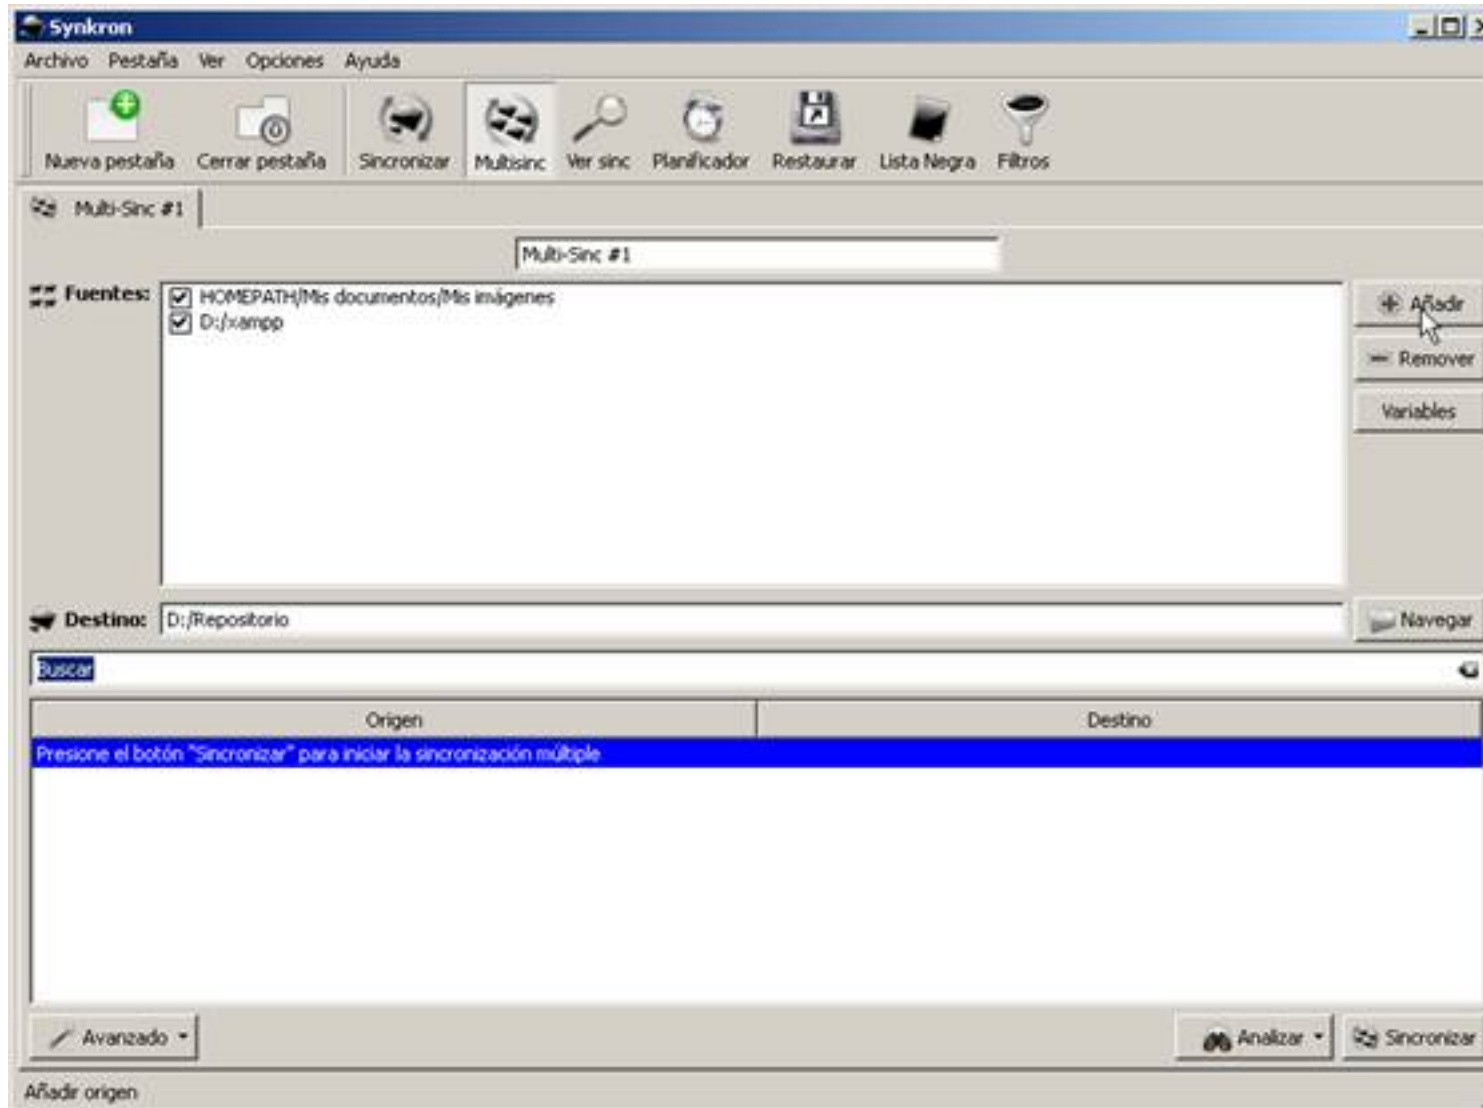 Synkron
Archivo Pestaña Ver Opciones Ayuda
Nueva pestaña Cerrar pestaña Sincronizar Multisinc Ver sinc Planificador Restaurar Lista Negra Filtros
Multi-Sinc #1
Multi-Sinc #1
Fuentes: HOMEPATH/Mis documentos/Mis imágenes
Añadir
D:/xampp
Remover
Variables
Destino: D:/Repositorio Navegar
Buscar
Origen Destino
Presione el botón "Sincronizar" para iniciar la sincronización múltiple
Avanzado Analizar Sincronizar
Añadir origen